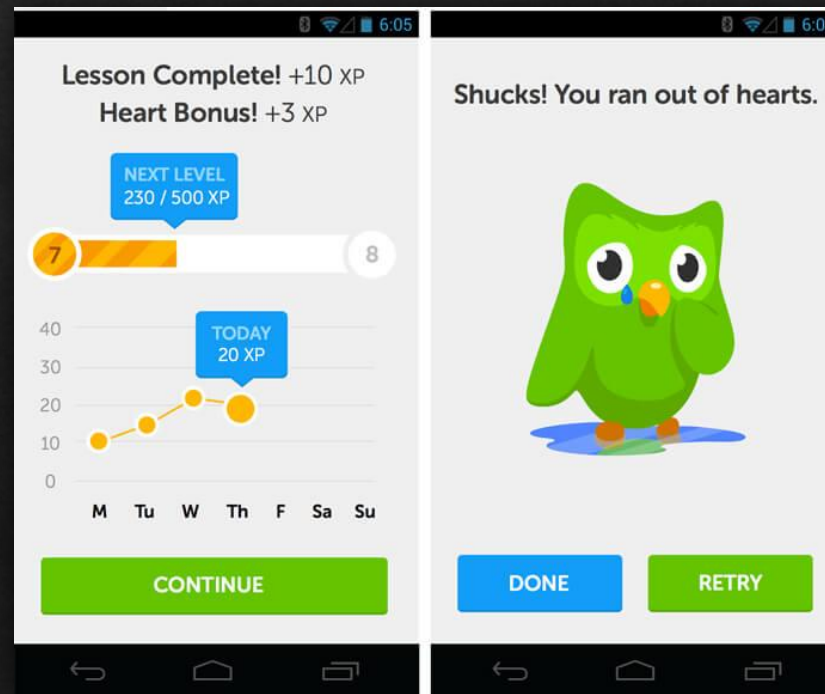 6:05
Lesson Complete! +10 XP
Heart Bonus! +3 XP
NEXT LEVEL
230 / 500 XP
7
8
40
30
20
10
0
TODAY
20 XP
M Tu W Th F Sa Su
CONTINUE
Shucks! You ran out of hearts.
DONE
RETRY